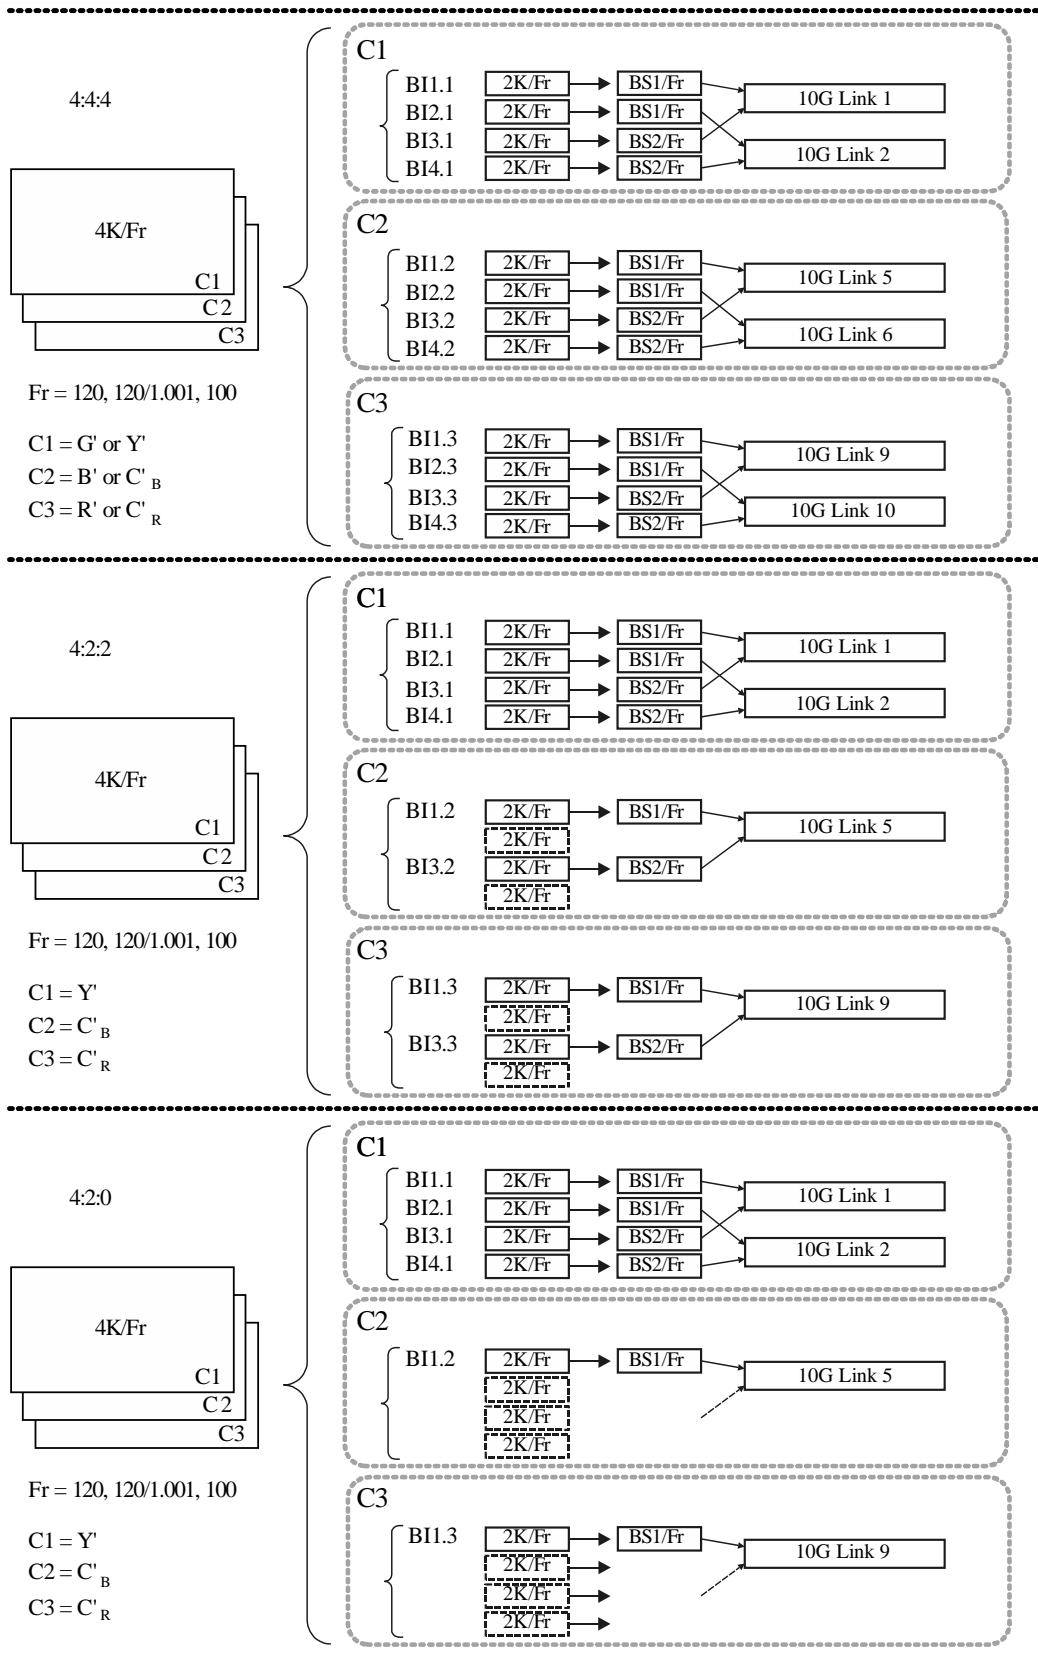 4:4:4
4K/Fr
C1
C2
C3
Fr = 120, 120/1.001, 100
C1 = G' or Y'
C2 = B' or C'B
C3 = R' or C'R
C1
BI1.1 2K/Fr BS1/Fr 10G Link 1
BI2.1 2K/Fr BS1/Fr
BI3.1 2K/Fr BS2/Fr 10G Link 2
BI4.1 2K/Fr BS2/Fr
C2
BI1.2 2K/Fr BS1/Fr 10G Link 5
BI2.2 2K/Fr BS1/Fr
BI3.2 2K/Fr BS2/Fr 10G Link 6
BI4.2 2K/Fr BS2/Fr
C3
BI1.3 2K/Fr BS1/Fr 10G Link 9
BI2.3 2K/Fr BS1/Fr
BI3.3 2K/Fr BS2/Fr 10G Link 10
BI4.3 2K/Fr BS2/Fr
4:2:2
4K/Fr
C1
C2
C3
Fr = 120, 120/1.001, 100
C1 = Y'
C2 = C'B
C3 = C'R
C1
BI1.1 2K/Fr BS1/Fr 10G Link 1
BI2.1 2K/Fr BS1/Fr
BI3.1 2K/Fr BS2/Fr 10G Link 2
BI4.1 2K/Fr BS2/Fr
C2
BI1.2 2K/Fr BS1/Fr 10G Link 5
2K/Fr
BI3.2 2K/Fr BS2/Fr
2K/Fr
C3
BI1.3 2K/Fr BS1/Fr 10G Link 9
2K/Fr
BI3.3 2K/Fr BS2/Fr
2K/Fr
4:2:0
4K/Fr
C1
C2
C3
Fr = 120, 120/1.001, 100
C1 = Y'
C2 = C'B
C3 = C'R
C1
BI1.1 2K/Fr BS1/Fr 10G Link 1
BI2.1 2K/Fr BS1/Fr
BI3.1 2K/Fr BS2/Fr 10G Link 2
BI4.1 2K/Fr BS2/Fr
C2
BI1.2 2K/Fr BS1/Fr 10G Link 5
2K/Fr
2K/Fr
2K/Fr
C3
BI1.3 2K/Fr BS1/Fr 10G Link 9
2K/Fr
2K/Fr
2K/Fr